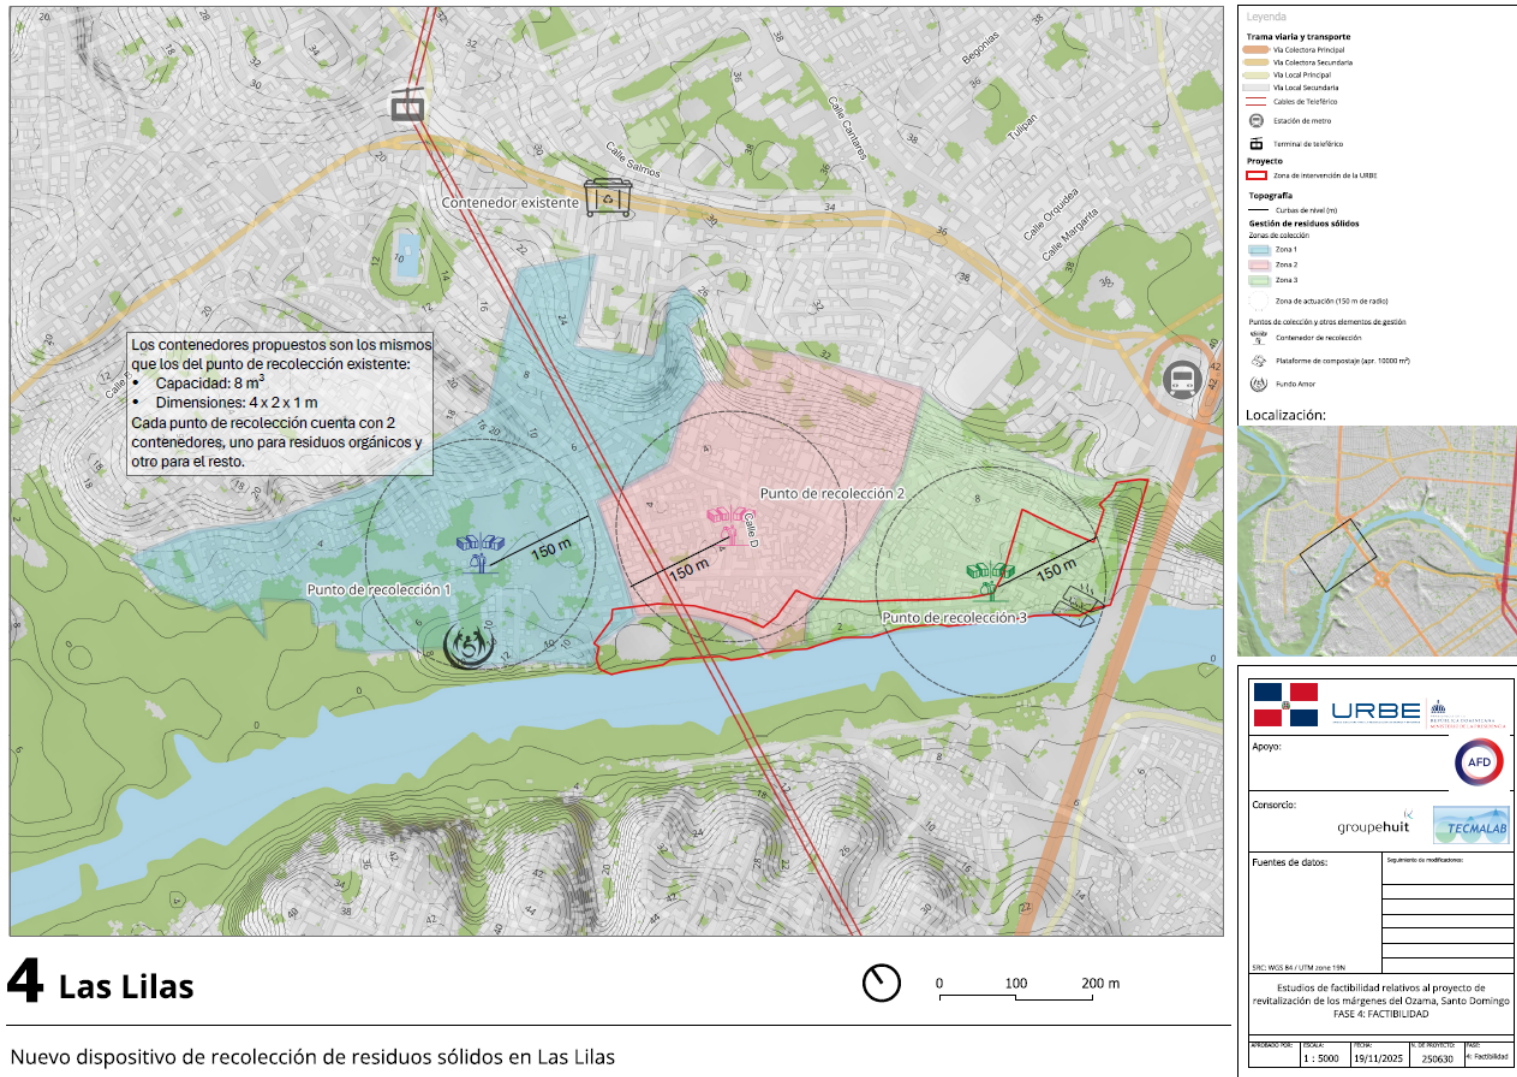 Begonias
Calle Cantares
Tulipan
Calle Salmos
Contenedor existente
Calle Orquidea
Calle Margarita
Los contenedores propuestos son los mismos
que los del punto de recolección existente:
• Capacidad: 8 m³
• Dimensiones: 4 x 2 x 1 m
Cada punto de recolección cuenta con 2
contenedores, uno para residuos orgánicos y
otro para el resto.
Punto de recolección 2
Calle D
150 m
150 m
150 m
Punto de recolección 1
Punto de recolección 3
4 Las Lilas
0 100 200 m
Nuevo dispositivo de recolección de residuos sólidos en Las Lilas
Leyenda
Trama viaria y transporte
Vía Colectora Principal
Vía Colectora Secundaria
Vía Local Principal
Vía Local Secundaria
Cables de Teleférico
Estación de metro
Terminal de teleférico
Proyecto
Zona de intervención de la URBE
Topografía
Curbas de nivel (m)
Gestión de residuos sólidos
Zonas de colección
Zona 1
Zona 2
Zona 3
Zona de actuación (150 m de radio)
Puntos de colección y otros elementos de gestión
Contenedor de recolección
Plataforme de compostaje (apr. 10000 m²)
Fundo Amor
Localización:
URBE
Apoyo:
AFD
Consorcio:
groupehuit
TECMALAB
Fuentes de datos:
Seguimiento de modificaciones:
SRC: WGS 84 / UTM zone 19N
Estudios de factibilidad relativos al proyecto de
revitalización de los márgenes del Ozama, Santo Domingo
FASE 4: FACTIBILIDAD
APROBADO POR:
ESCALA:
1 : 5000
FECHA:
19/11/2025
N. DE PROYECTO:
250630
FASE:
4: Factibilidad